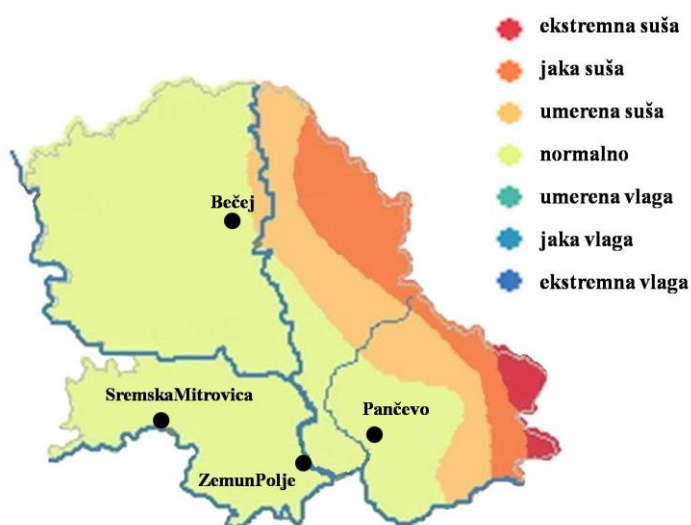 ekstremna suša
jaka suša
umerena suša
normalno
umerena vlaga
jaka vlaga
ekstremna vlaga
Bečej
SremskaMitrovica
Pančevo
ZemunPolje